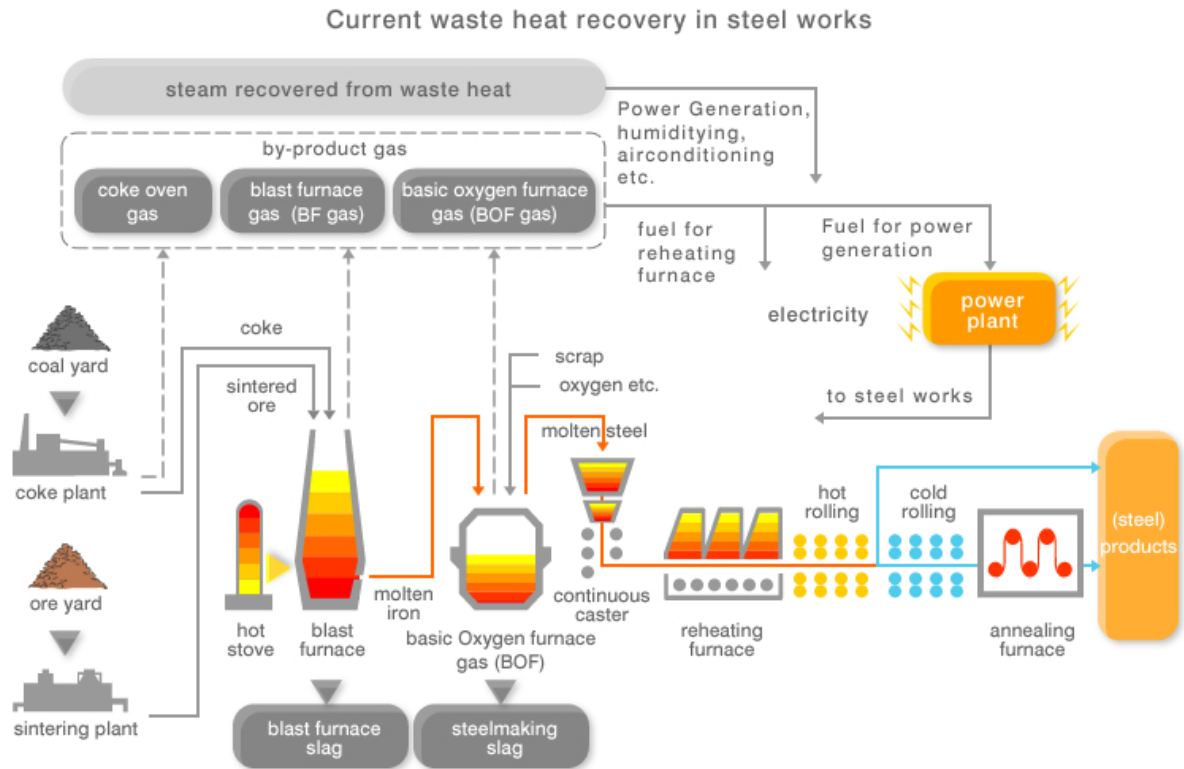 Current waste heat recovery in steel works
steam recovered from waste heat
Power Generation,
humiditying,
airconditioning
etc.
by-product gas
coke oven
gas
blast furnace
gas (BF gas)
basic oxygen furnace
gas (BOF gas)
fuel for
reheating
furnace
Fuel for power
generation
electricity
power
plant
to steel works
coal yard
coke
sintered
ore
scrap
oxygen etc.
molten steel
coke plant
hot
rolling
cold
rolling
(steel)
products
ore yard
molten
iron
continuous
caster
hot
stove
blast
furnace
basic Oxygen furnace
gas (BOF)
reheating
furnace
annealing
furnace
sintering plant
blast furnace
slag
steelmaking
slag